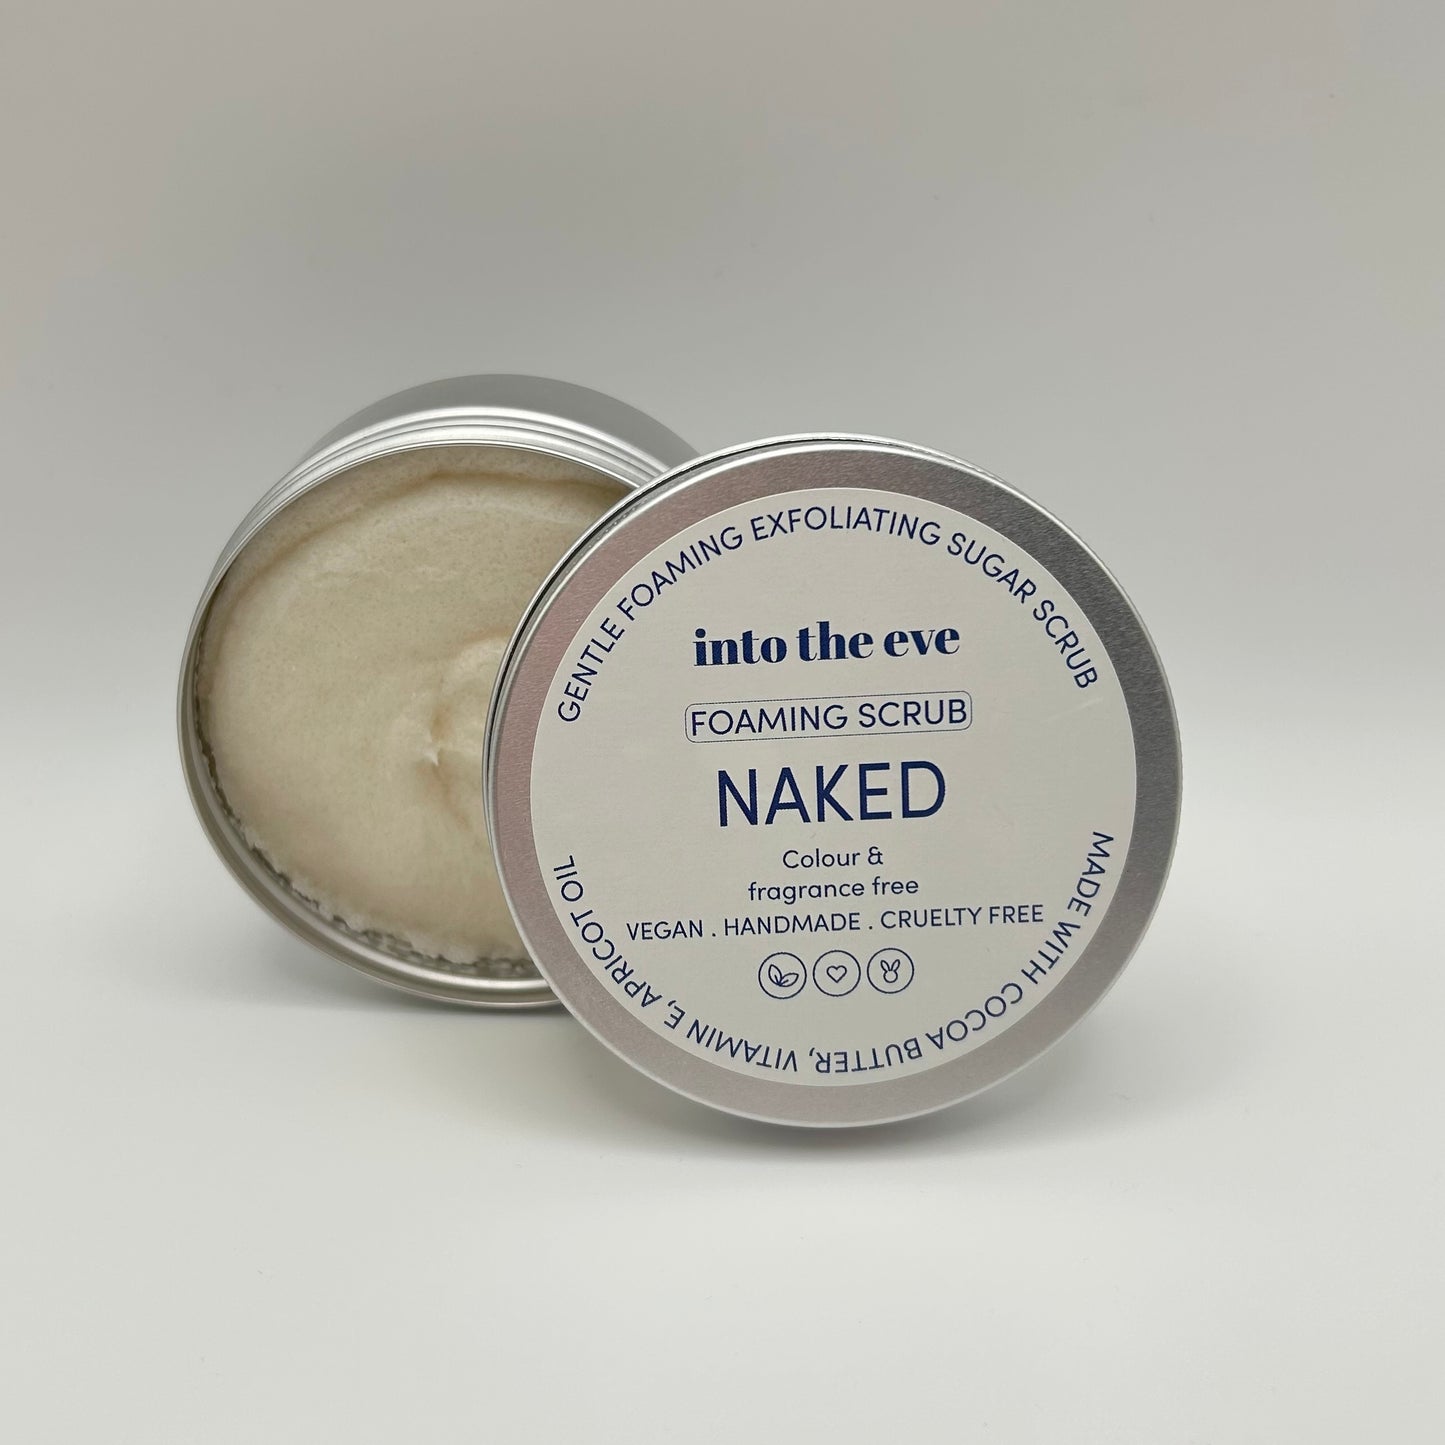 GENTLE FOAMING EXFOLIATING SUGAR SCRUB
into the eve
FOAMING SCRUB
NAKED
Colour &
fragrance free
VEGAN . HANDMADE . CRUELTY FREE
MADE WITH COCOA BUTTER, VITAMIN E, APRICOT OIL